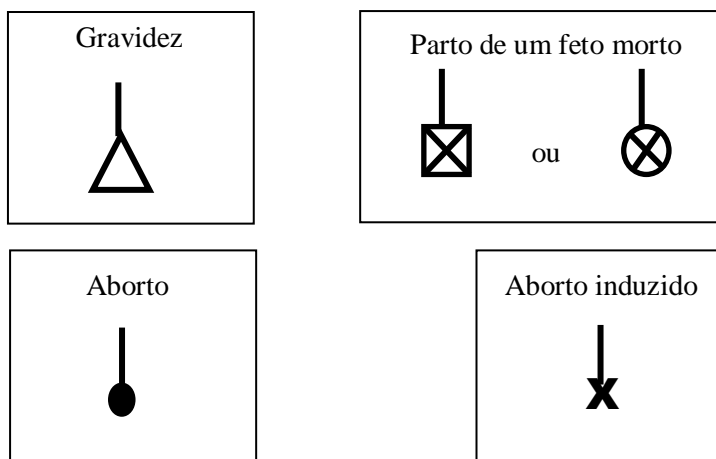 Gravidez
Parto de um feto morto
ou
Aborto
Aborto induzido